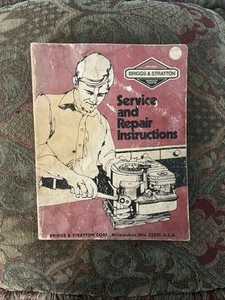 BRIGGS & STRATTON
Service
and
Repair
Instructions
BRIGGS & STRATTON CORP., Milwaukee, Wis. 53201, U.S.A.